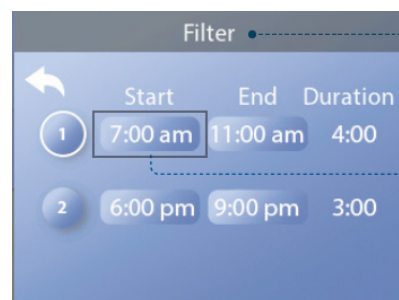 Filter
Start End Duration
1 7:00 am 11:00 am 4:00
2 6:00 pm 9:00 pm 3:00